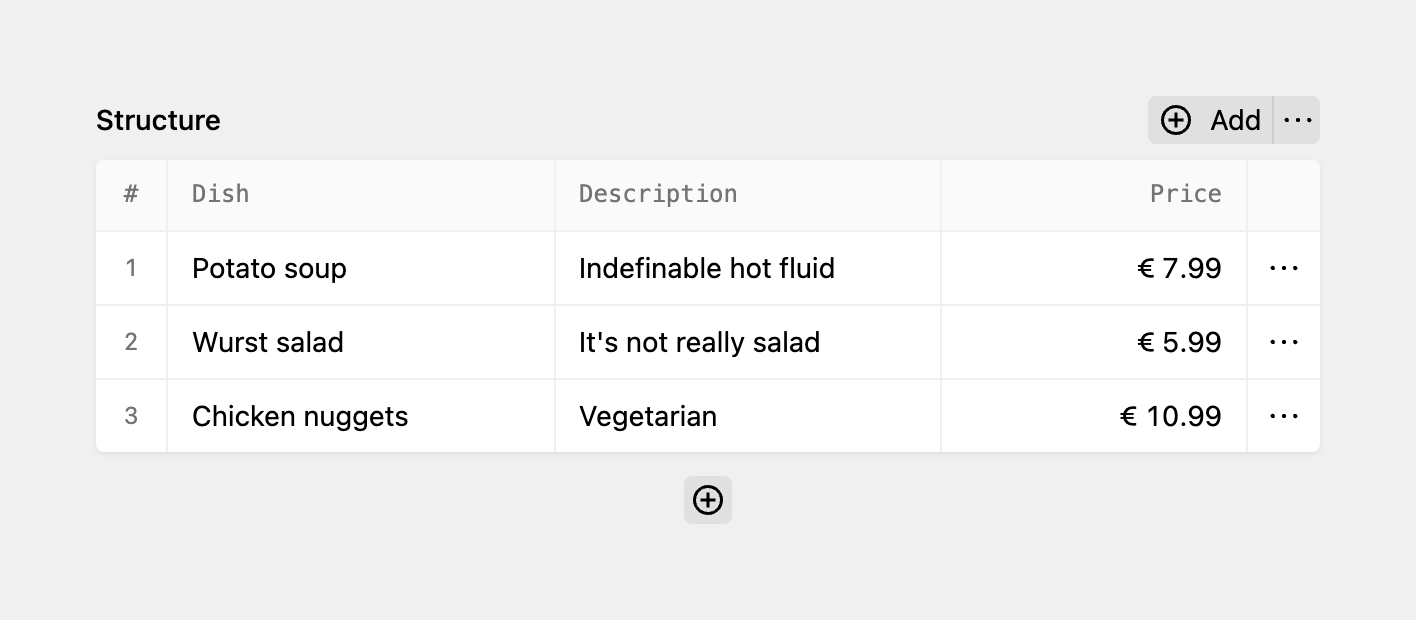 Structure
Add
# Dish Description Price
1 Potato soup Indefinable hot fluid € 7.99
2 Wurst salad It's not really salad € 5.99
3 Chicken nuggets Vegetarian € 10.99